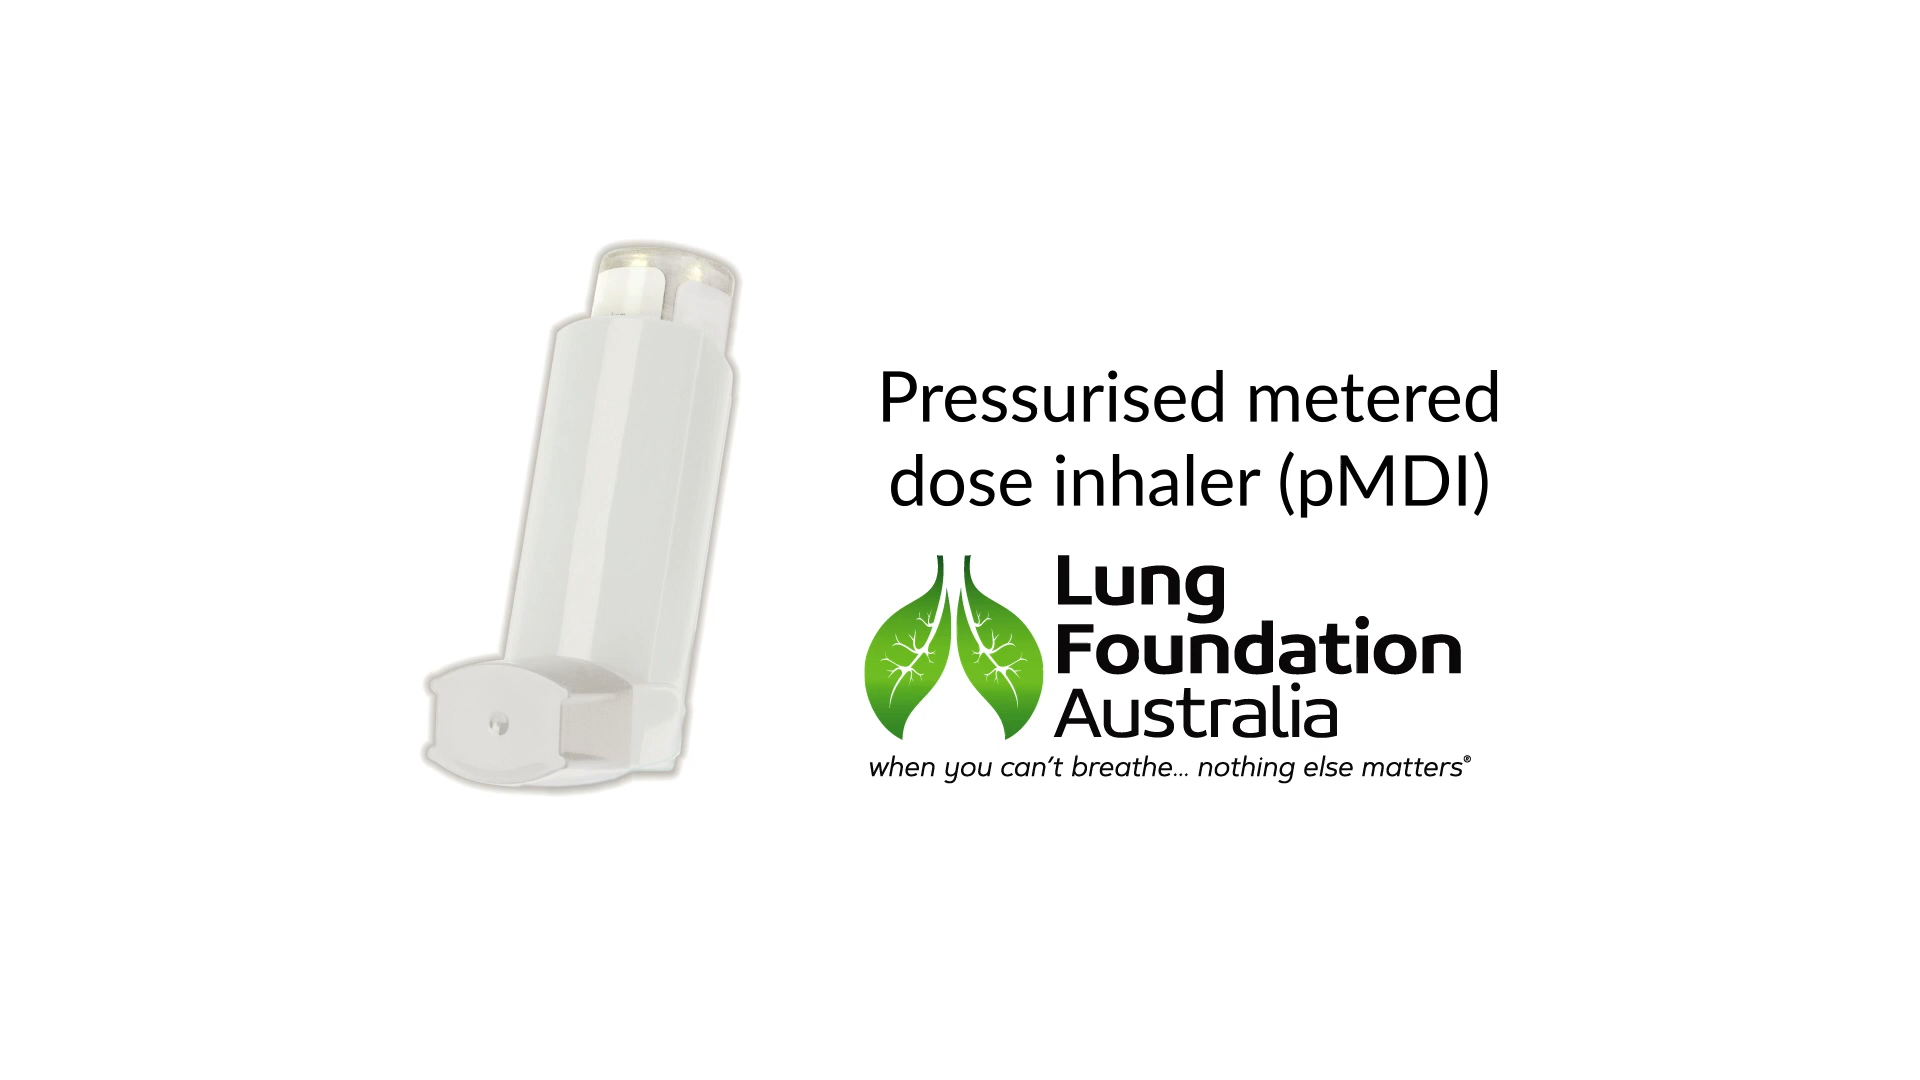 Pressurised metered
dose inhaler (pMDI)
Lung
Foundation
Australia
when you can't breathe... nothing else matters®